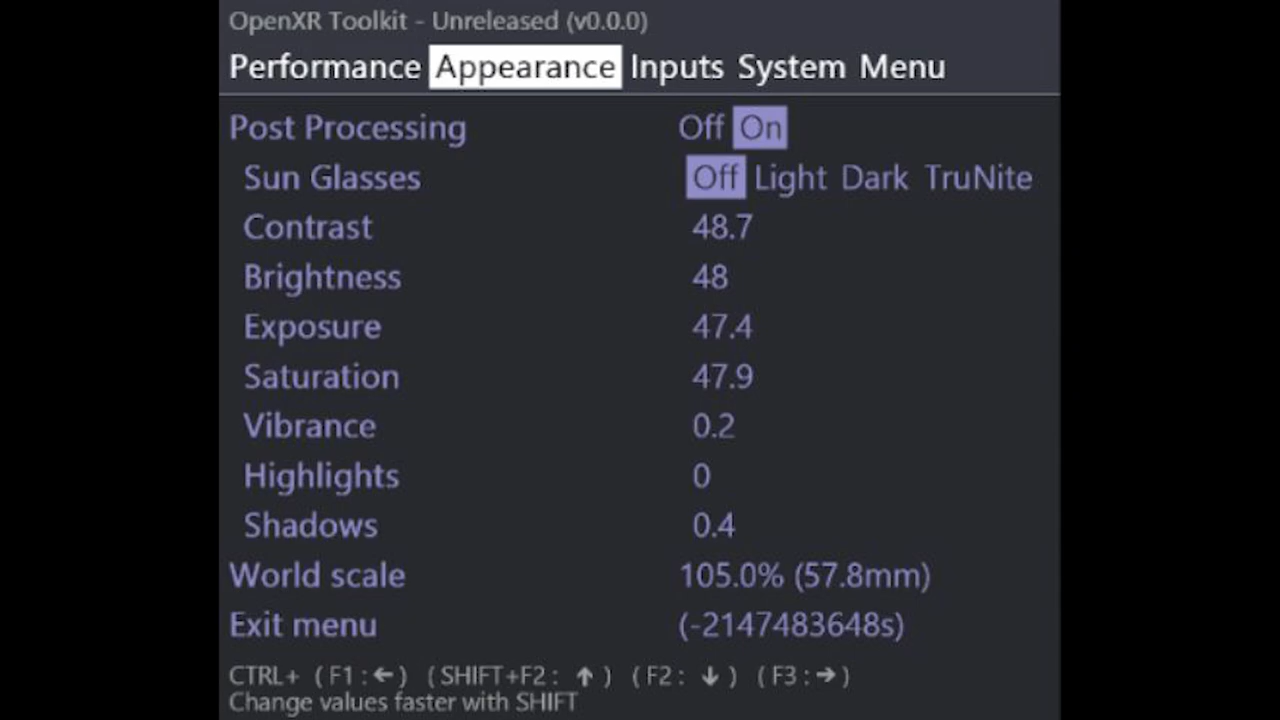 OpenXR Toolkit - Unreleased (v0.0.0)
Performance Appearance Inputs System Menu
Post Processing Off On
Sun Glasses Off Light Dark TruNite
Contrast 48.7
Brightness 48
Exposure 47.4
Saturation 47.9
Vibrance 0.2
Highlights 0
Shadows 0.4
World scale 105.0% (57.8mm)
Exit menu (-2147483648s)
CTRL+ (F1:←) (SHIFT+F2: ↑) (F2: ↓) (F3:→)
Change values faster with SHIFT